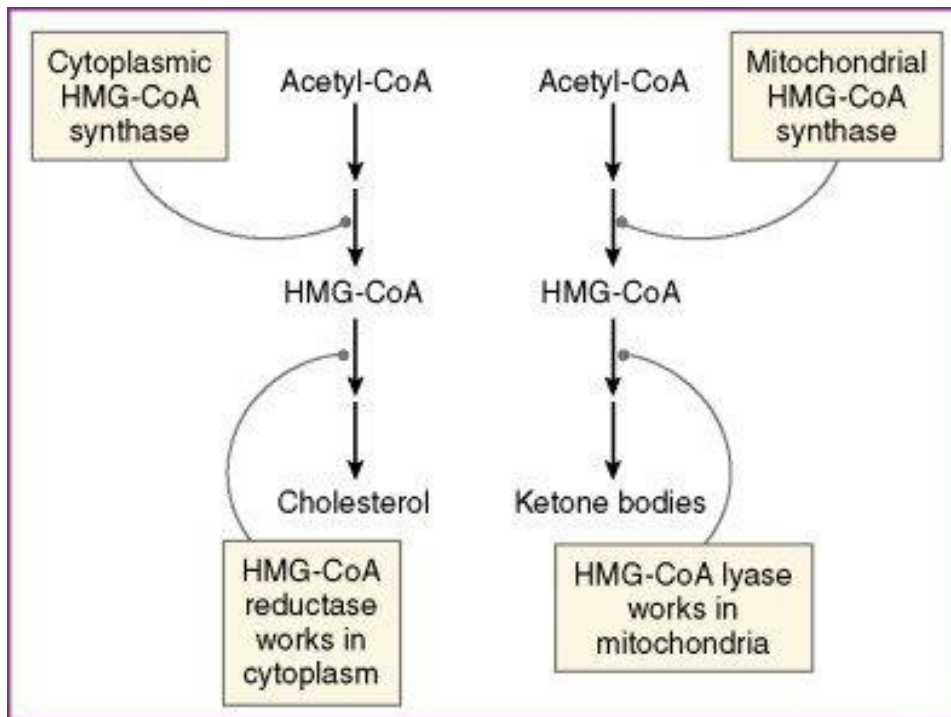 Cytoplasmic
HMG-CoA
synthase
Acetyl-CoA
Acetyl-CoA
Mitochondrial
HMG-CoA
synthase
HMG-CoA
HMG-CoA
Cholesterol
Ketone bodies
HMG-CoA
reductase
works in
cytoplasm
HMG-CoA lyase
works in
mitochondria